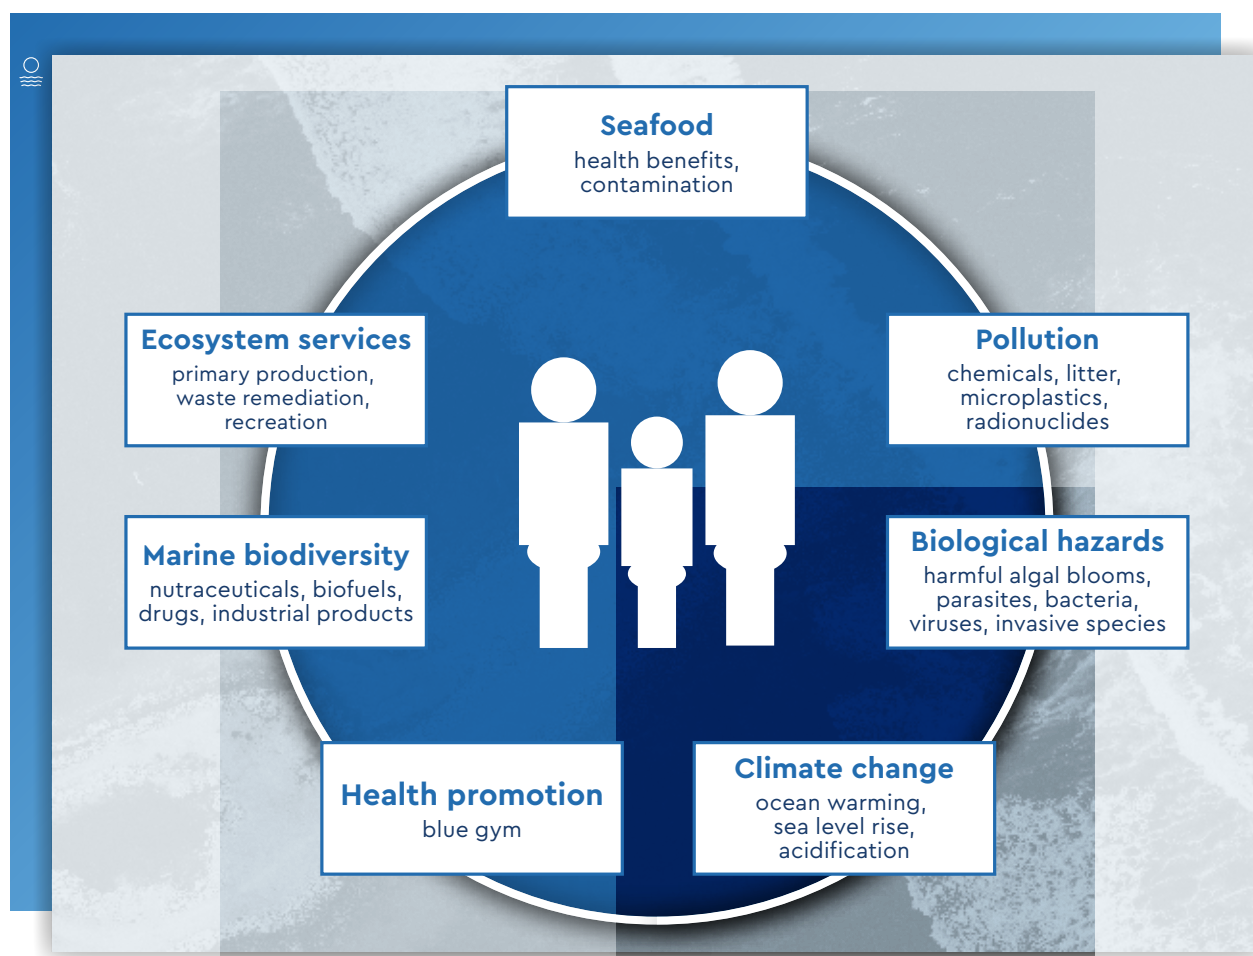 Seafood
health benefits,
contamination
Ecosystem services
primary production,
waste remediation,
recreation
Pollution
chemicals, litter,
microplastics,
radionuclides
Marine biodiversity
nutraceuticals, biofuels,
drugs, industrial products
Biological hazards
harmful algal blooms,
parasites, bacteria,
viruses, invasive species
Health promotion
blue gym
Climate change
ocean warming,
sea level rise,
acidification